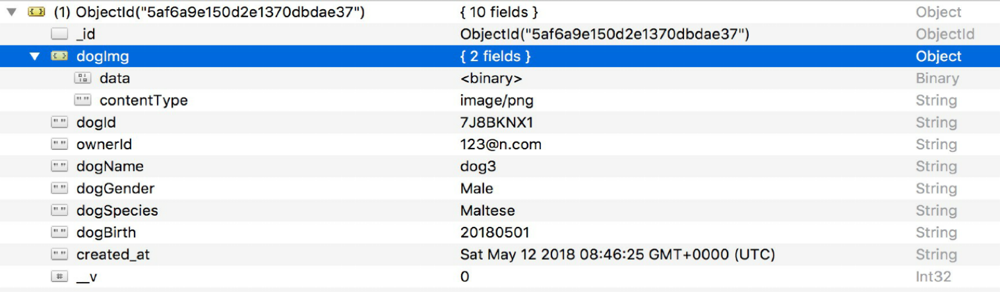 (1) ObjectId("5af6a9e150d2e1370dbdae37") { 10 fields } Object
_id ObjectId("5af6a9e150d2e1370dbdae37") ObjectId
dogImg { 2 fields } Object
data <binary> Binary
contentType image/png String
dogId 7J8BKNX1 String
ownerId 123@n.com String
dogName dog3 String
dogGender Male String
dogSpecies Maltese String
dogBirth 20180501 String
created_at Sat May 12 2018 08:46:25 GMT+0000 (UTC) String
__v 0 Int32